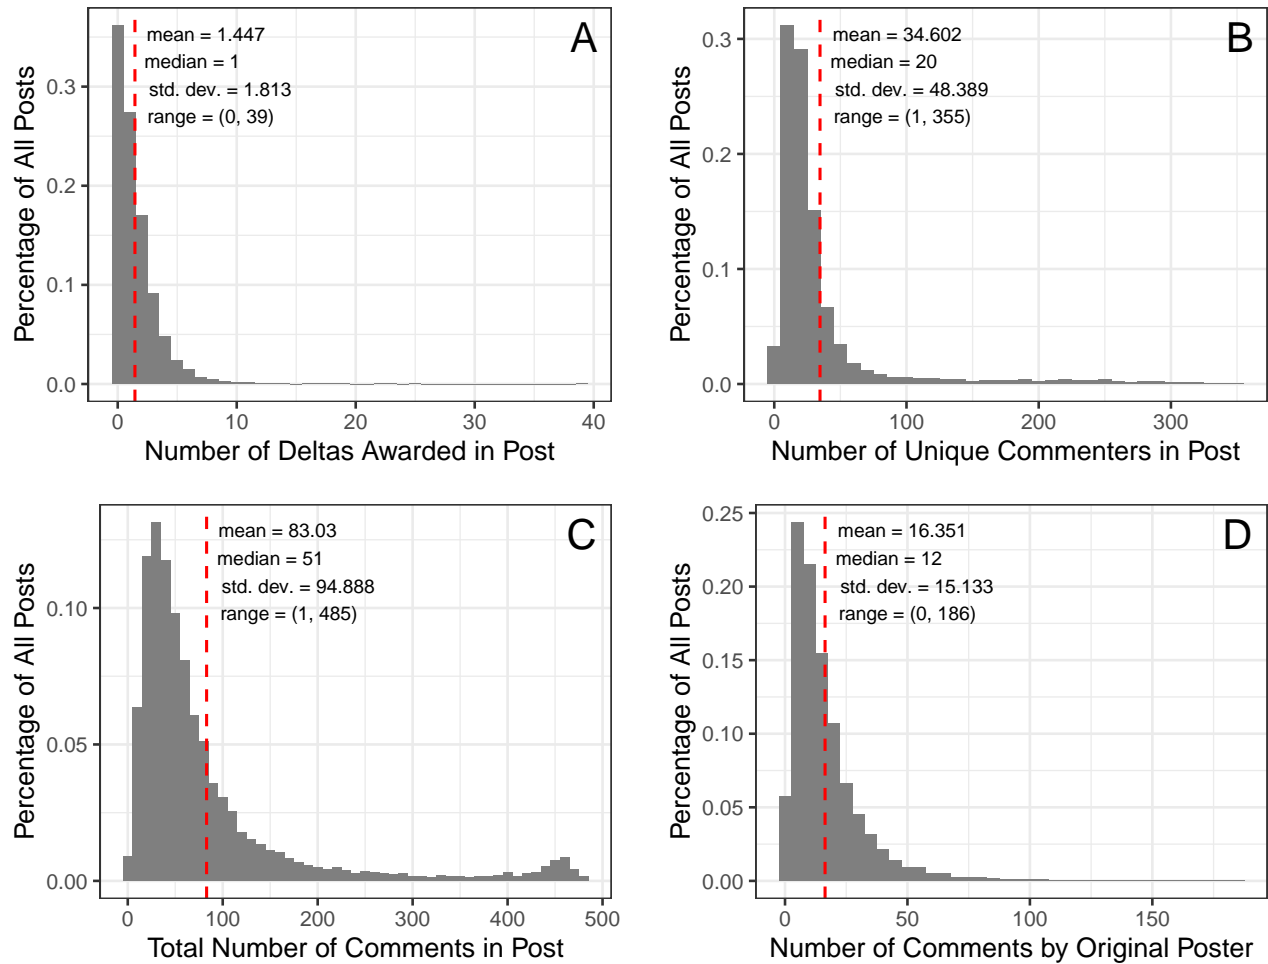 A
mean = 1.447
median = 1
std. dev. = 1.813
range = (0, 39)
Percentage of All Posts
0.3
0.2
0.1
0.0
0 10 20 30 40
Number of Deltas Awarded in Post
B
mean = 34.602
median = 20
std. dev. = 48.389
range = (1, 355)
Percentage of All Posts
0.3
0.2
0.1
0.0
0 100 200 300
Number of Unique Commenters in Post
C
mean = 83.03
median = 51
std. dev. = 94.888
range = (1, 485)
Percentage of All Posts
0.10
0.05
0.00
0 100 200 300 400 500
Total Number of Comments in Post
D
mean = 16.351
median = 12
std. dev. = 15.133
range = (0, 186)
Percentage of All Posts
0.25
0.20
0.15
0.10
0.05
0.00
0 50 100 150
Number of Comments by Original Poster